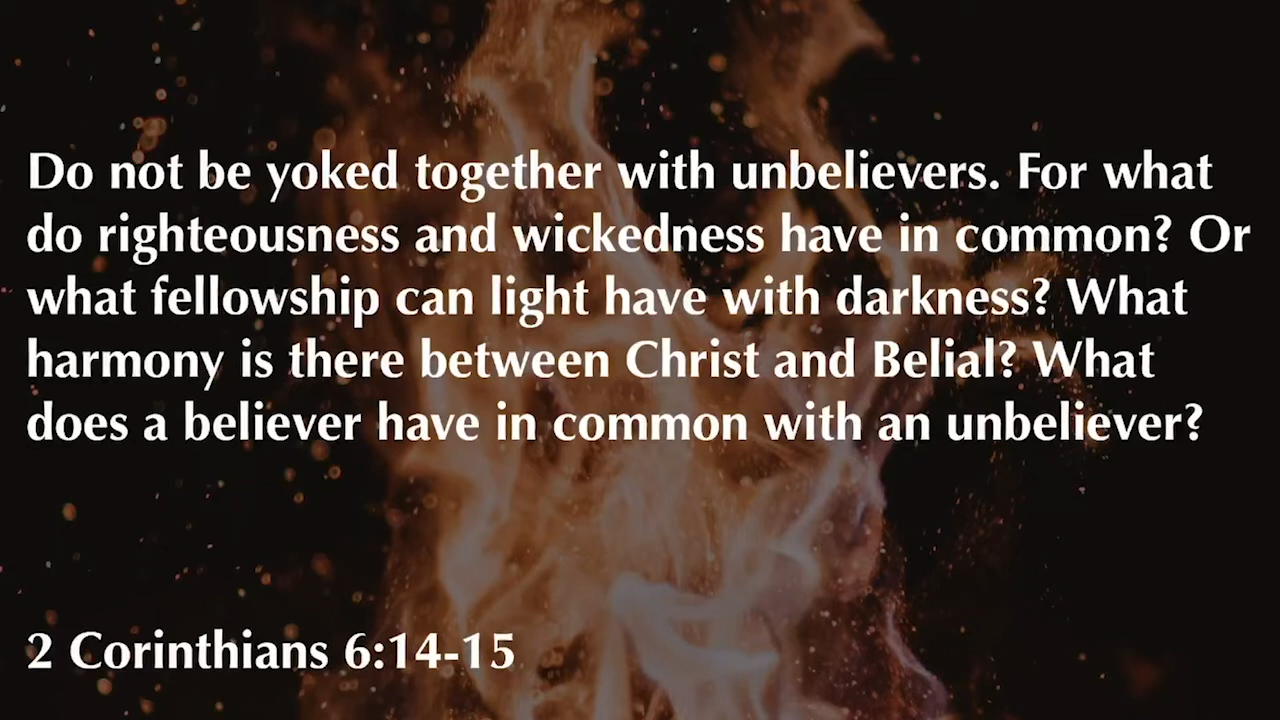 Do not be yoked together with unbelievers. For what
do righteousness and wickedness have in common? Or
what fellowship can light have with darkness? What
harmony is there between Christ and Belial? What
does a believer have in common with an unbeliever?
2 Corinthians 6:14-15